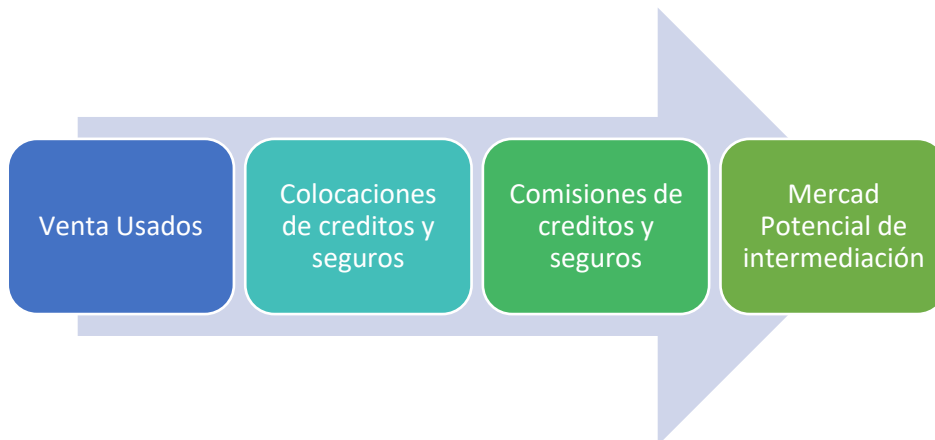 Venta Usados
Colocaciones
de creditos y
seguros
Comisiones de
creditos y
seguros
Mercad
Potencial de
intermediación